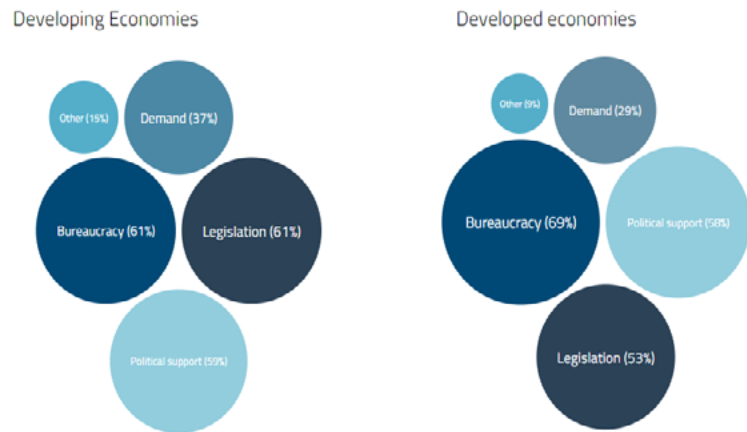 Developing Economies
Other (15%)
Demand (37%)
Bureaucracy (61%)
Legislation (61%)
Political support (59%)
Developed economies
Other (9%)
Demand (29%)
Bureaucracy (69%)
Political support (58%)
Legislation (53%)